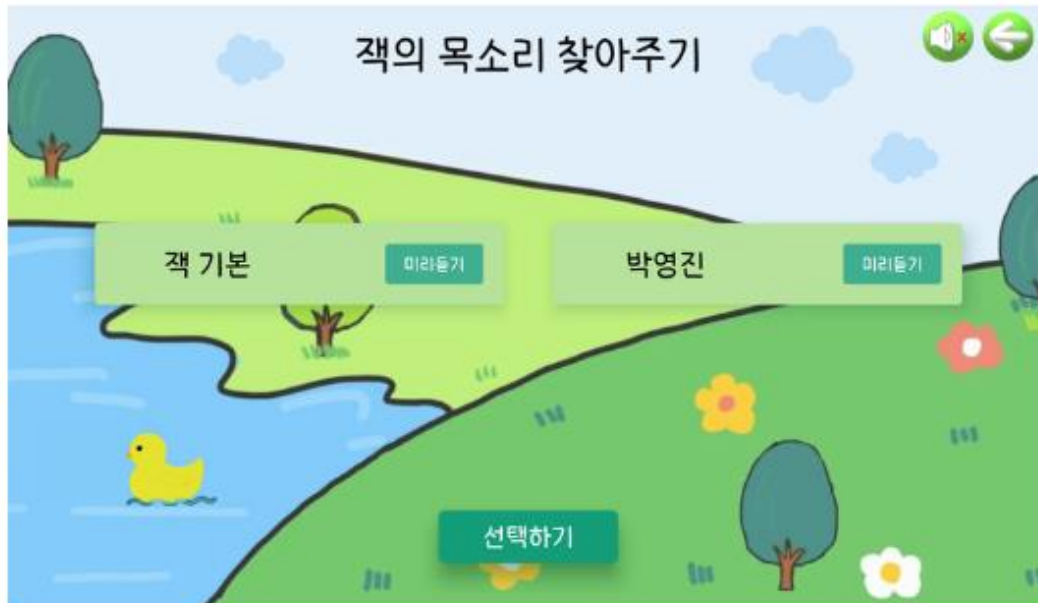 잭의 목소리 찾아주기
잭 기본
미리듣기
박영진
미리듣기
선택하기